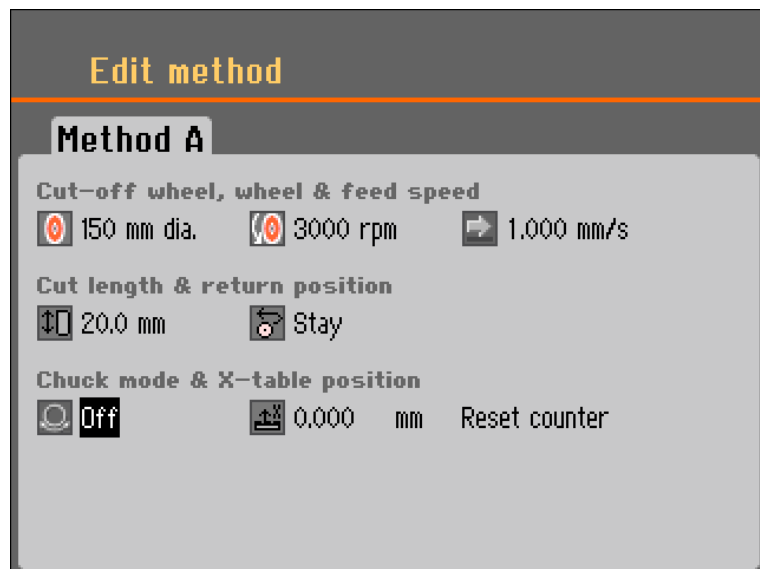 Edit method
Method A
Cut-off wheel, wheel & feed speed
150 mm dia. 3000 rpm 1.000 mm/s
Cut length & return position
20.0 mm Stay
Chuck mode & X-table position
Off X 0.000 mm Reset counter